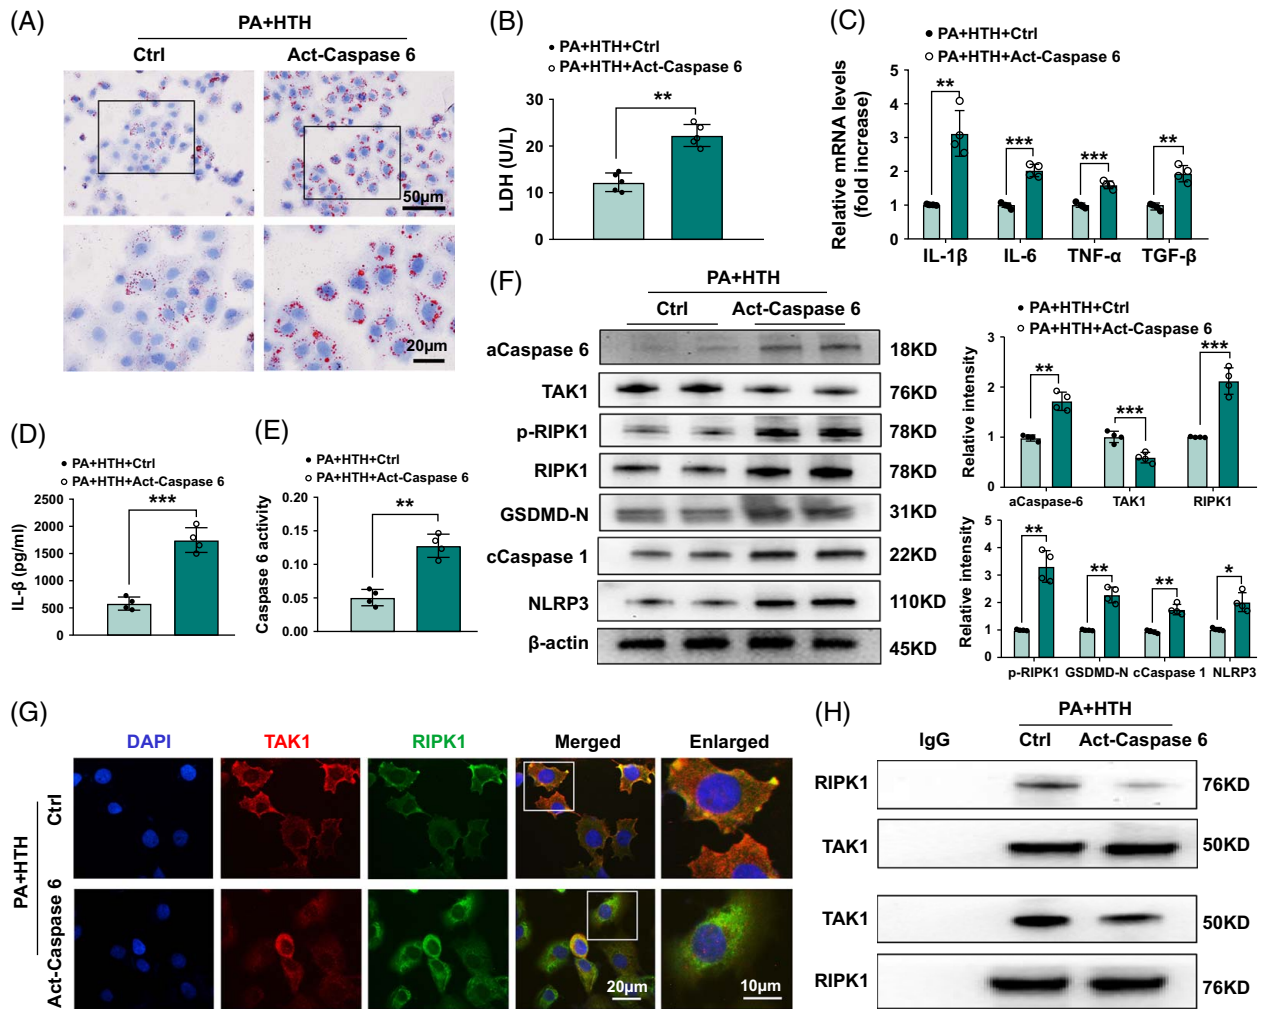 (A)
PA+HTH
Ctrl
Act-Caspase 6
50μm
20μm
(B)
PA+HTH+Ctrl
PA+HTH+Act-Caspase 6
**
LDH (U/L)
30
20
10
0
(C)
PA+HTH+Ctrl
PA+HTH+Act-Caspase 6
Relative mRNA levels
(fold increase)
5
4
3
2
1
0
**
***
***
**
IL-1β IL-6 TNF-α TGF-β
(D)
PA+HTH+Ctrl
PA+HTH+Act-Caspase 6
***
IL-β (pg/ml)
2500
2000
1500
1000
500
0
(E)
PA+HTH+Ctrl
PA+HTH+Act-Caspase 6
**
Caspase 6 activity
0.20
0.15
0.10
0.05
0.00
(F)
PA+HTH
Ctrl Act-Caspase 6
aCaspase 6 18KD
TAK1 76KD
p-RIPK1 78KD
RIPK1 78KD
GSDMD-N 31KD
cCaspase 1 22KD
NLRP3 110KD
β-actin 45KD
PA+HTH+Ctrl
PA+HTH+Act-Caspase 6
Relative intensity
3
2
1
0
**
***
***
aCaspase-6 TAK1 RIPK1
Relative intensity
5
4
3
2
1
0
**
**
**
*
p-RIPK1 GSDMD-N cCaspase 1 NLRP3
(G)
DAPI TAK1 RIPK1 Merged Enlarged
PA+HTH
Ctrl
Act-Caspase 6
20μm
10μm
(H)
PA+HTH
IgG Ctrl Act-Caspase 6
RIPK1 76KD
TAK1 50KD
TAK1 50KD
RIPK1 76KD